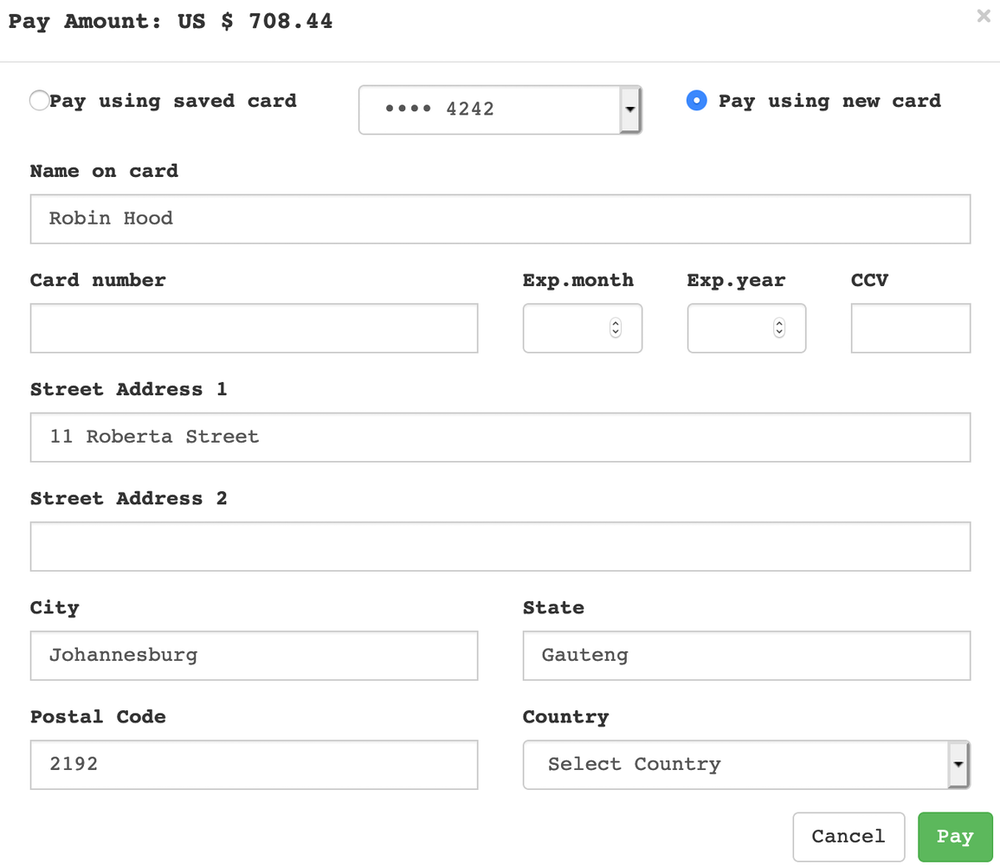 Pay Amount: US $ 708.44
×
Pay using saved card •••• 4242 Pay using new card
Name on card
Robin Hood
Card number Exp.month Exp.year CCV
Street Address 1
11 Roberta Street
Street Address 2
City State
Johannesburg Gauteng
Postal Code Country
2192 Select Country
Cancel Pay